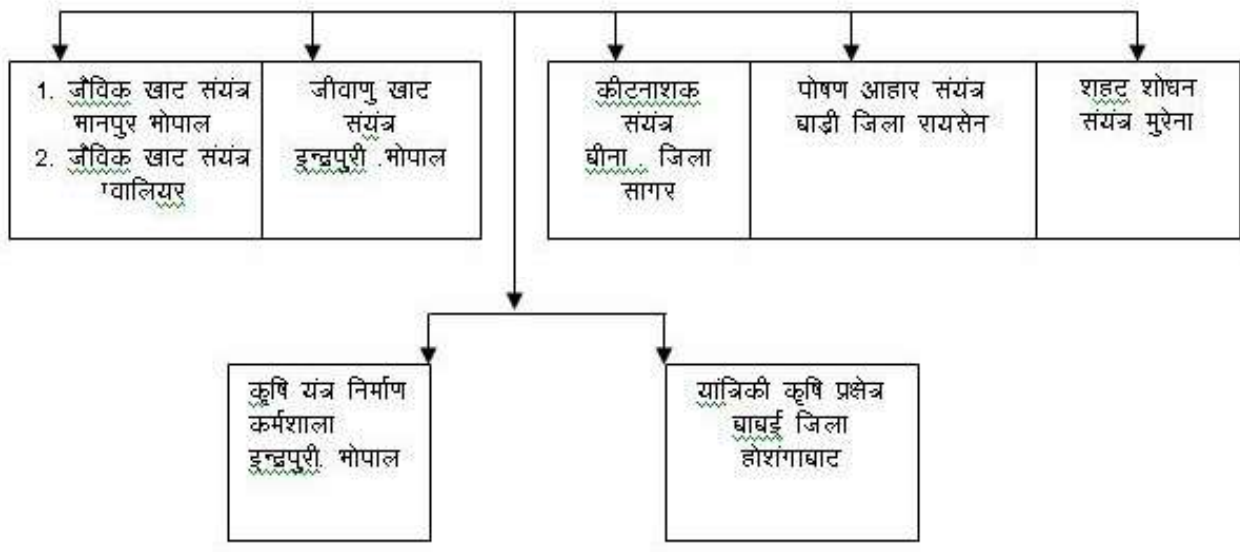 1. जैविक खाद संयंत्र
भानपुर भोपाल
2. जैविक खाद संयंत्र
ग्वालियर
जीवाणु खाद
संयंत्र
इन्द्रपुरी .भोपाल
कीटनाशक
संयंत्र
बीना . जिला
सागर
पोषण आहार संयंत्र
बाड़ी जिला रायसेन
शहद शोधन
संयंत्र मुरेना
कृषि यंत्र निर्माण
कर्मशाला
इन्द्रपुरी. भोपाल
यांत्रिकी कृषि प्रक्षेत्र
बाबई जिला
होशंगाबाद